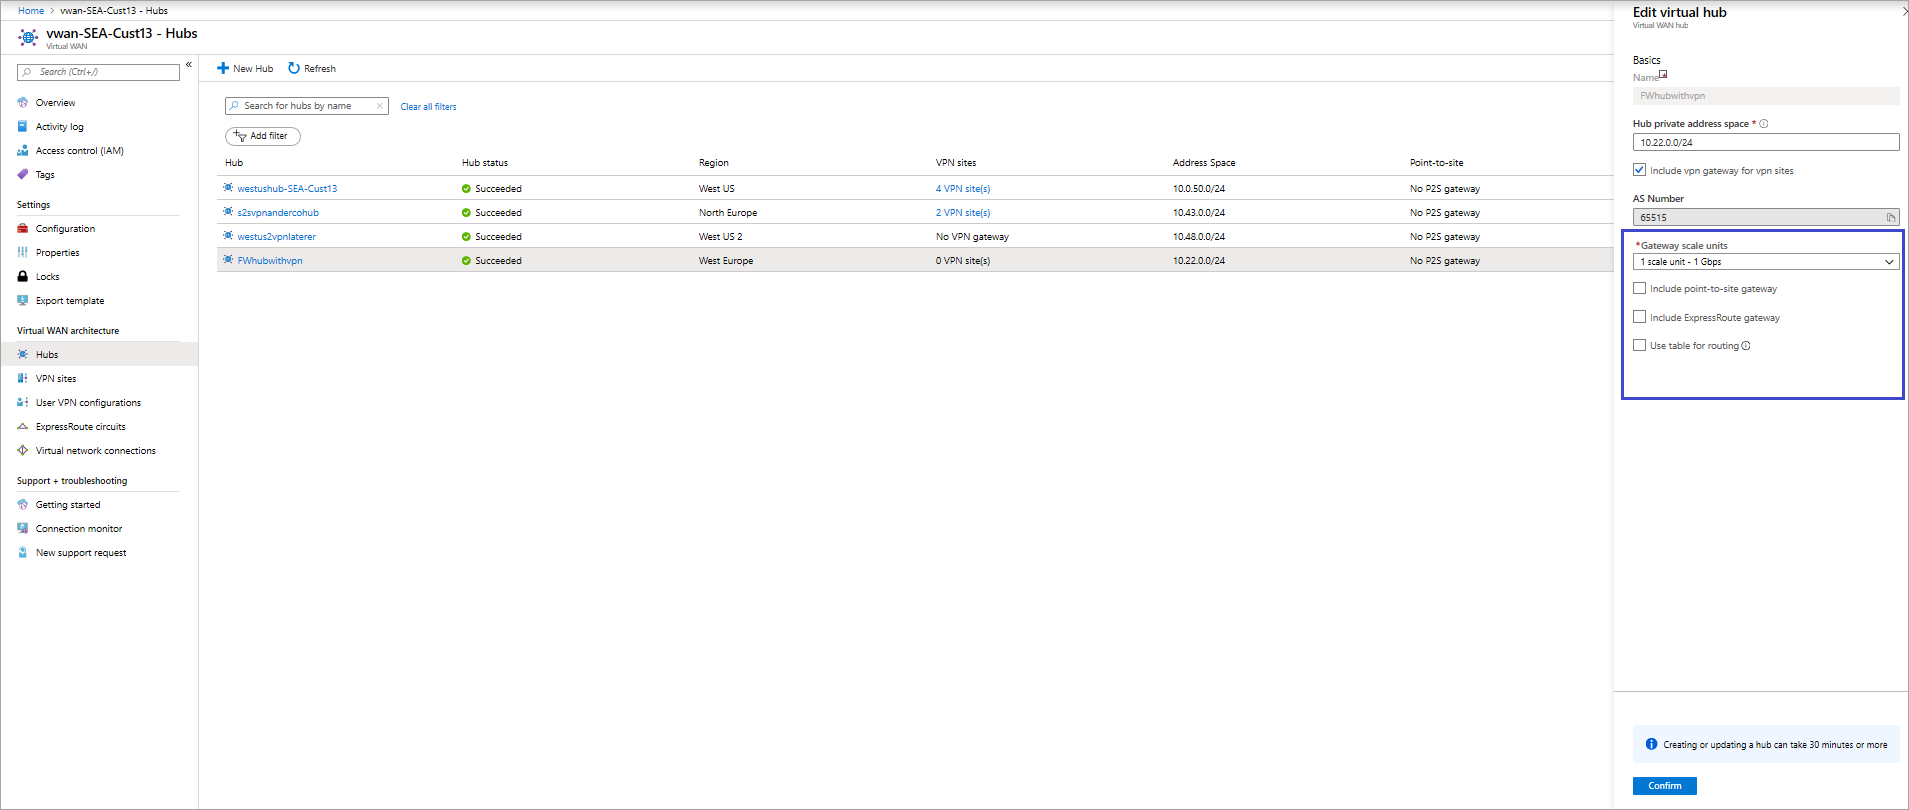 Home > vwan-SEA-Cust13 - Hubs
vwan-SEA-Cust13 - Hubs
Virtual WAN
Search (Ctrl+/)
«
Overview
Activity log
Access control (IAM)
Tags
Settings
Configuration
Properties
Locks
Export template
Virtual WAN architecture
Hubs
VPN sites
User VPN configurations
ExpressRoute circuits
Virtual network connections
Support + troubleshooting
Getting started
Connection monitor
New support request
New Hub Refresh
Search for hubs by name Clear all filters
Add filter
Hub Hub status Region VPN sites Address Space Point-to-site
westushub-SEA-Cust13 Succeeded West US 4 VPN site(s) 10.0.50.0/24 No P2S gateway
s2svpnandercohub Succeeded North Europe 2 VPN site(s) 10.43.0.0/24 No P2S gateway
westus2vpnlaterer Succeeded West US 2 No VPN gateway 10.48.0.0/24 No P2S gateway
FWhubwithvpn Succeeded West Europe 0 VPN site(s) 10.22.0.0/24 No P2S gateway
Edit virtual hub
Virtual WAN hub
Basics
Name
FWhubwithvpn
Hub private address space *
10.22.0.0/24
Include vpn gateway for vpn sites
AS Number
65515
*Gateway scale units
1 scale unit - 1 Gbps
Include point-to-site gateway
Include ExpressRoute gateway
Use table for routing
Creating or updating a hub can take 30 minutes or more
Confirm